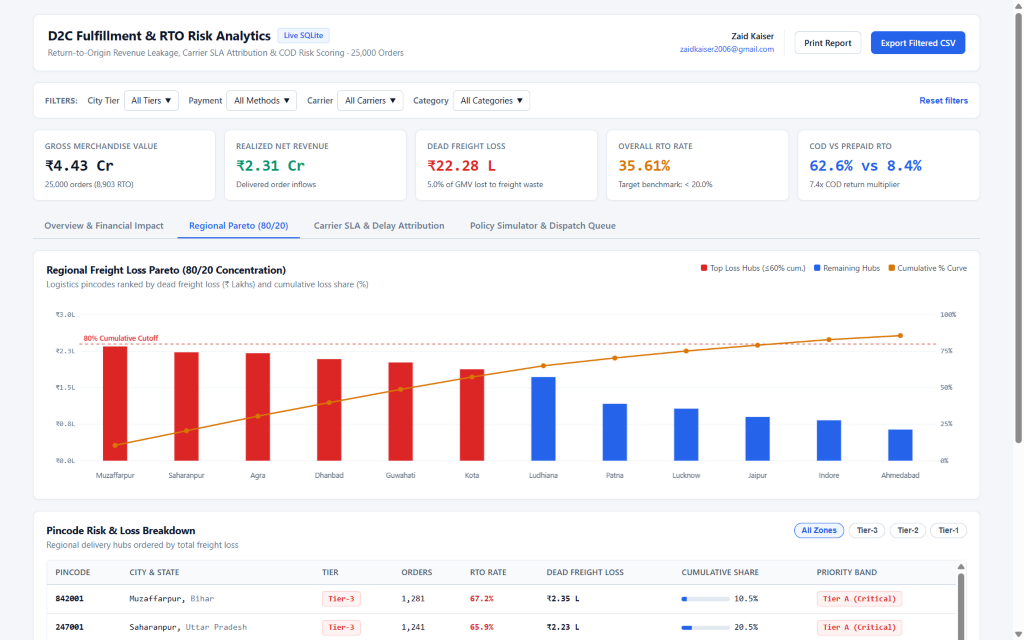 D2C Fulfillment & RTO Risk Analytics Live SQLite
Return-to-Origin Revenue Leakage, Carrier SLA Attribution & COD Risk Scoring · 25,000 Orders
Zaid Kaiser
zaidkaiser2006@gmail.com
Print Report
Export Filtered CSV
FILTERS: City Tier All Tiers ▼ Payment All Methods ▼ Carrier All Carriers ▼ Category All Categories ▼ Reset filters
GROSS MERCHANDISE VALUE
₹4.43 Cr
25,000 orders (8,903 RTO)
REALIZED NET REVENUE
₹2.31 Cr
Delivered order inflows
DEAD FREIGHT LOSS
₹22.28 L
5.0% of GMV lost to freight waste
OVERALL RTO RATE
35.61%
Target benchmark: < 20.0%
COD VS PREPAID RTO
62.6% vs 8.4%
7.4x COD return multiplier
Overview & Financial Impact Regional Pareto (80/20) Carrier SLA & Delay Attribution Policy Simulator & Dispatch Queue
Regional Freight Loss Pareto (80/20 Concentration)
Logistics pincodes ranked by dead freight loss (₹ Lakhs) and cumulative loss share (%)
Top Loss Hubs (≤60% cum.) Remaining Hubs Cumulative % Curve
₹3.0L 100%
80% Cumulative Cutoff
₹2.3L 75%
₹1.5L 50%
₹0.8L 25%
₹0.0L 0%
Muzaffarpur Saharanpur Agra Dhanbad Guwahati Kota Ludhiana Patna Lucknow Jaipur Indore Ahmedabad
Pincode Risk & Loss Breakdown
Regional delivery hubs ordered by total freight loss
All Zones Tier-3 Tier-2 Tier-1
PINCODE CITY & STATE TIER ORDERS RTO RATE DEAD FREIGHT LOSS CUMULATIVE SHARE PRIORITY BAND
842001 Muzaffarpur, Bihar Tier-3 1,281 67.2% ₹2.35 L 10.5% Tier A (Critical)
247001 Saharanpur, Uttar Pradesh Tier-3 1,241 65.9% ₹2.23 L 20.5% Tier A (Critical)